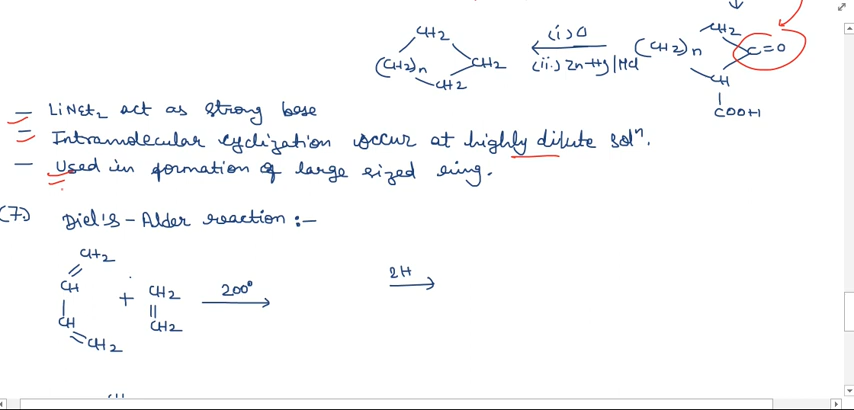 CH2
(CH2)n CH2
CH2
(i) Δ
(ii) Zn-Hg/HCl
CH2
(CH2)n C=O
CH
COOH
— LiNEt2 act as strong base
— Intramolecular cyclization occur at highly dilute solⁿ.
— Used in formation of large sized ring.
(7.) Diel's-Alder reaction :-
CH2
CH
CH
CH2
+
CH2
CH2
200°
2H